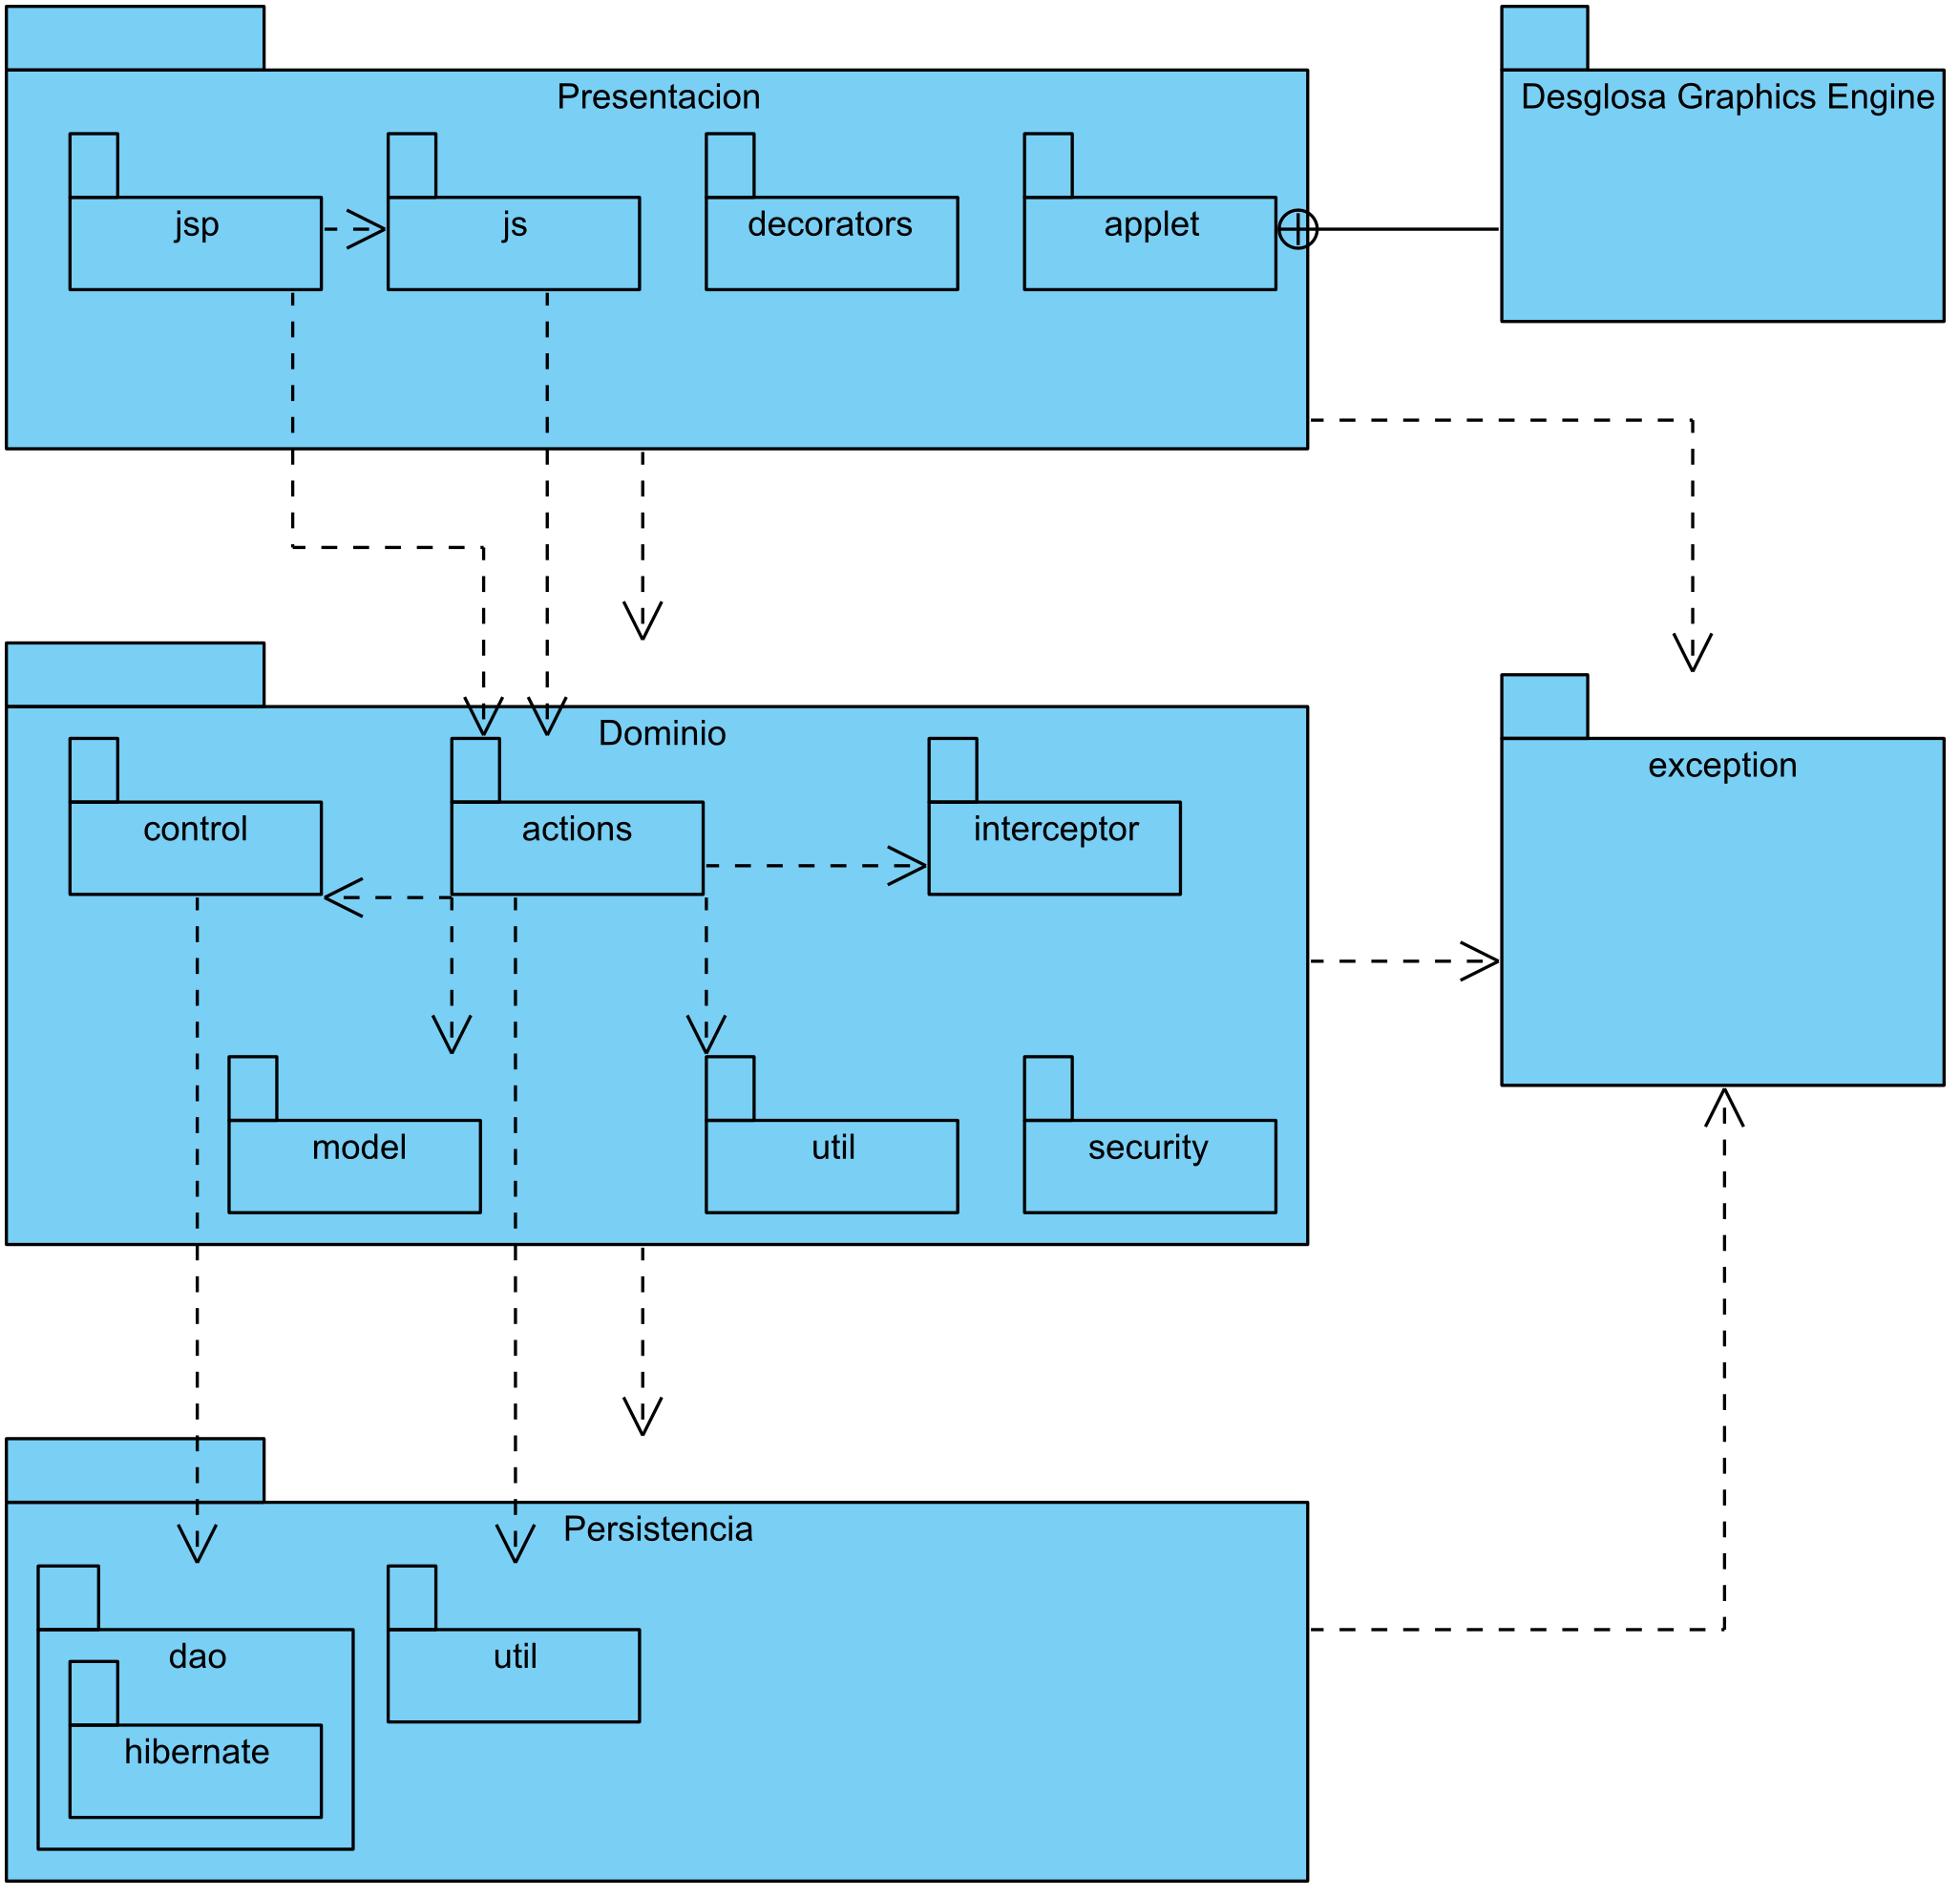 Presentacion
Desglosa Graphics Engine
jsp
js
decorators
applet
Dominio
exception
control
actions
interceptor
model
util
security
Persistencia
dao
util
hibernate